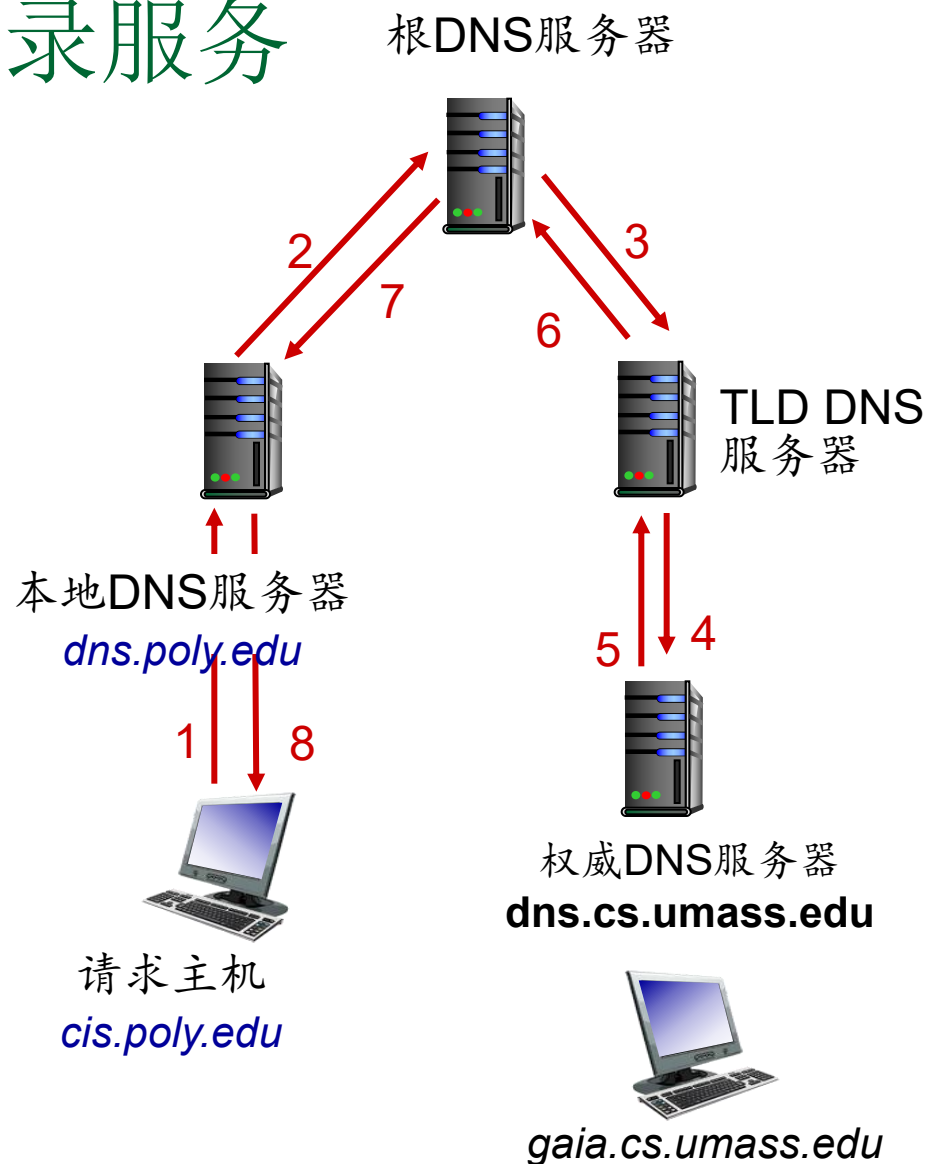 录服务
根DNS服务器
2
3
7
6
TLD DNS
服务器
本地DNS服务器
dns.poly.edu
5
4
1
8
权威DNS服务器
dns.cs.umass.edu
请求主机
cis.poly.edu
gaia.cs.umass.edu